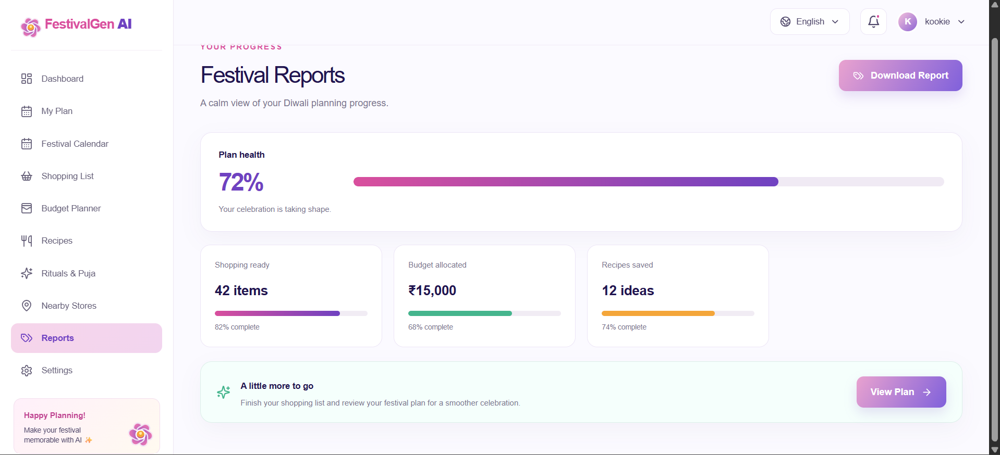 FestivalGen AI
Dashboard
My Plan
Festival Calendar
Shopping List
Budget Planner
Recipes
Rituals & Puja
Nearby Stores
Reports
Settings
Happy Planning!
Make your festival
memorable with AI ✨
English
K
kookie
YOUR PROGRESS
Festival Reports
A calm view of your Diwali planning progress.
Download Report
Plan health
72%
Your celebration is taking shape.
Shopping ready
42 items
82% complete
Budget allocated
₹15,000
68% complete
Recipes saved
12 ideas
74% complete
A little more to go
Finish your shopping list and review your festival plan for a smoother celebration.
View Plan